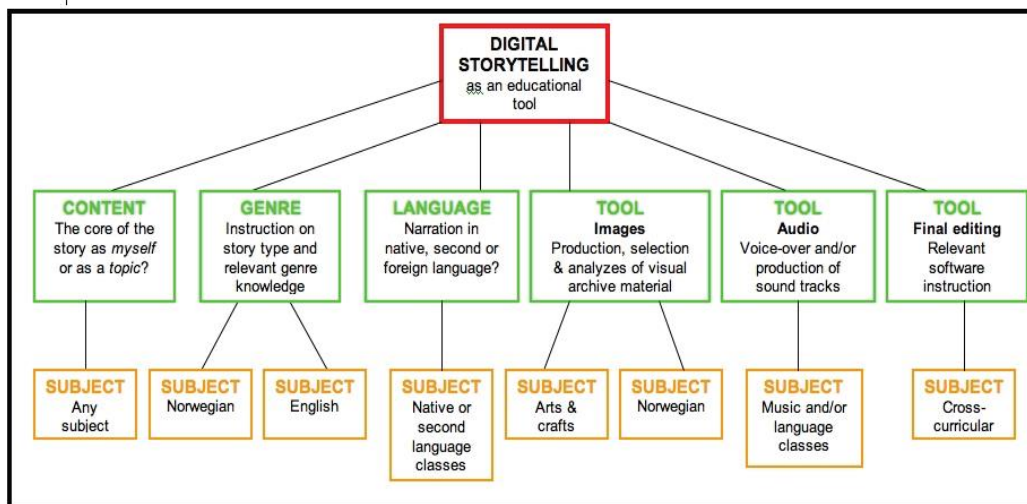 DIGITAL
STORYTELLING
as an educational
tool
CONTENT
The core of the
story as myself
or as a topic?
GENRE
Instruction on
story type and
relevant genre
knowledge
LANGUAGE
Narration in
native, second or
foreign language?
TOOL
Images
Production, selection
& analyzes of visual
archive material
TOOL
Audio
Voice-over and/or
production of
sound tracks
TOOL
Final editing
Relevant
software
instruction
SUBJECT
Any
subject
SUBJECT
Norwegian
SUBJECT
English
SUBJECT
Native or
second
language
classes
SUBJECT
Arts &
crafts
SUBJECT
Norwegian
SUBJECT
Music and/or
language
classes
SUBJECT
Cross-
curricular